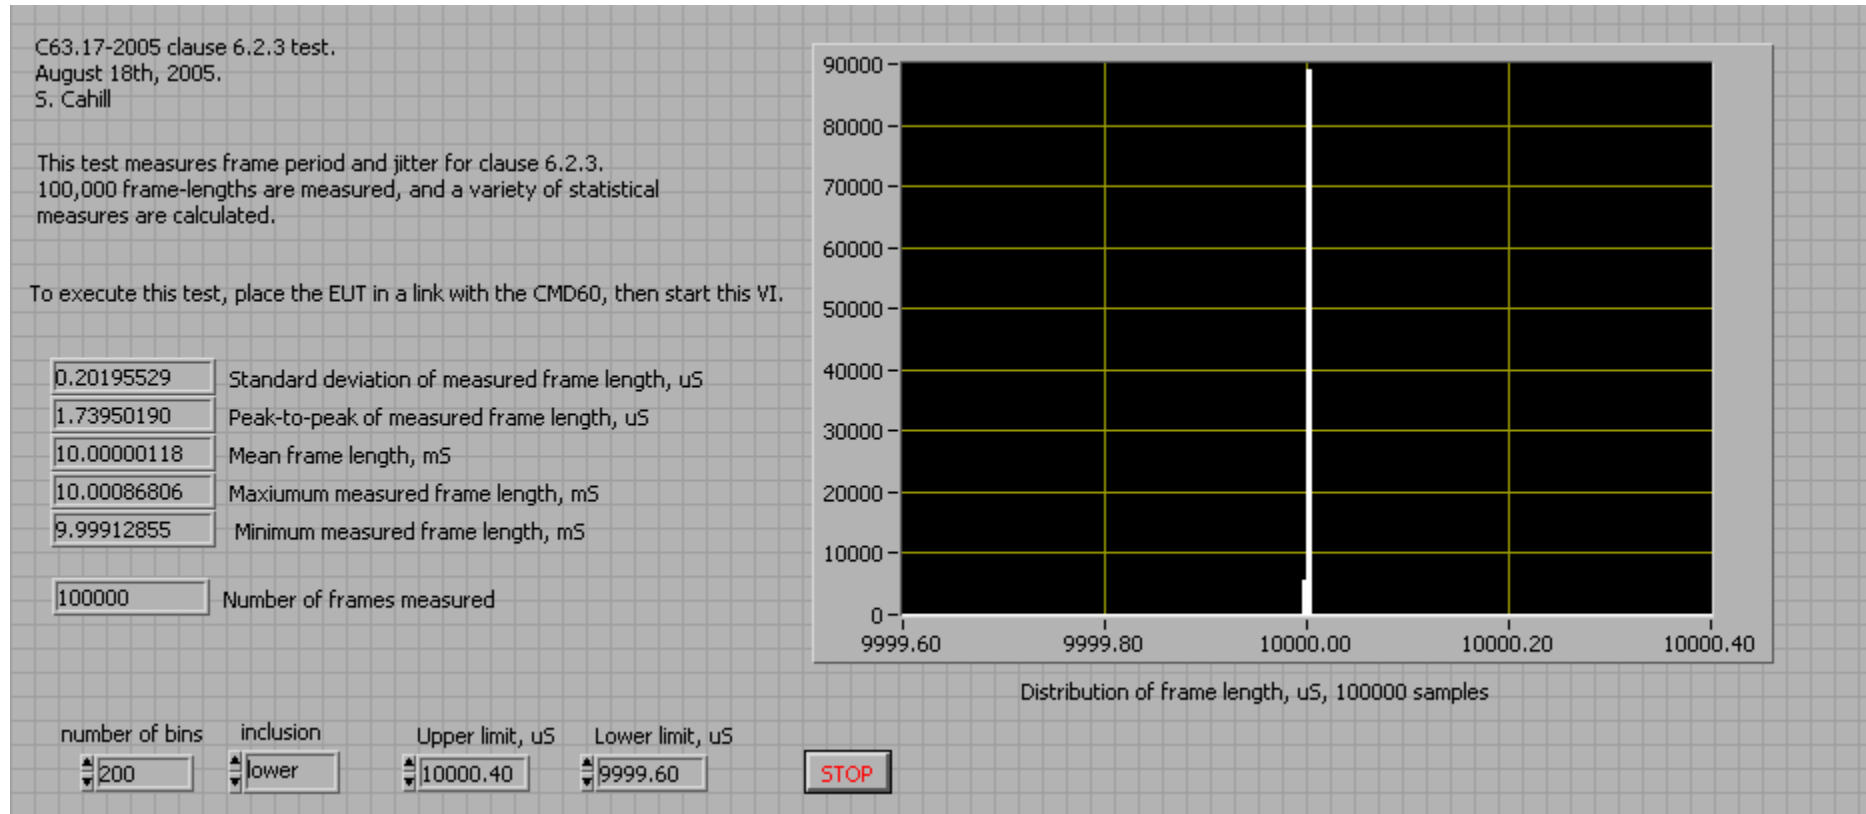 C63.17-2005 clause 6.2.3 test.
August 18th, 2005.
S. Cahill
This test measures frame period and jitter for clause 6.2.3.
100,000 frame-lengths are measured, and a variety of statistical
measures are calculated.
To execute this test, place the EUT in a link with the CMD60, then start this VI.
0.20195529 Standard deviation of measured frame length, uS
1.73950190 Peak-to-peak of measured frame length, uS
10.00000118 Mean frame length, mS
10.00086806 Maxiumum measured frame length, mS
9.99912855 Minimum measured frame length, mS
100000 Number of frames measured
number of bins inclusion Upper limit, uS Lower limit, uS
200 lower 10000.40 9999.60 STOP
90000
80000
70000
60000
50000
40000
30000
20000
10000
0
9999.60 9999.80 10000.00 10000.20 10000.40
Distribution of frame length, uS, 100000 samples